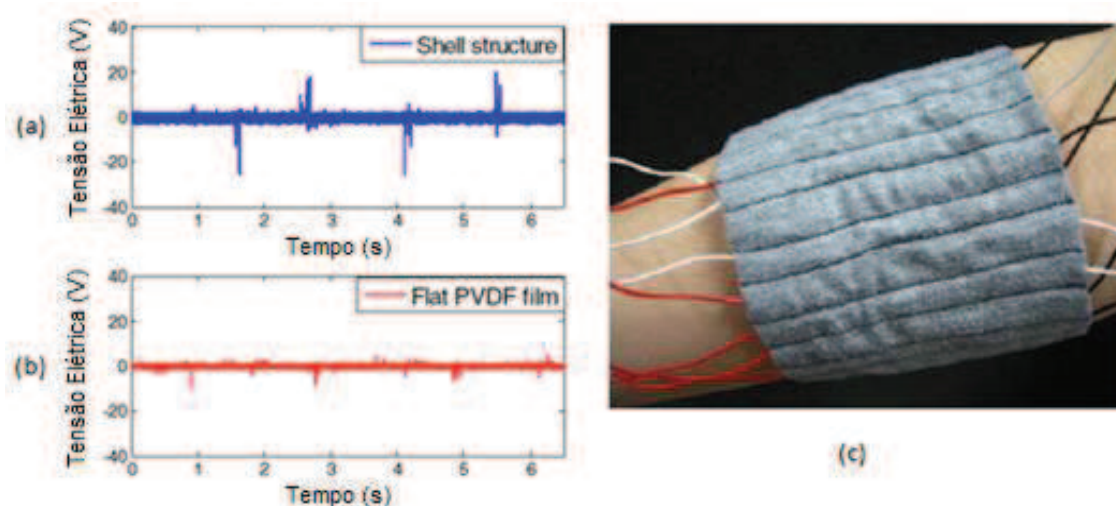 40
Shell structure
20
(a)
0
-20
-40
Tensão Elétrica (V)
0 1 2 3 4 5 6
Tempo (s)
40
Flat PVDF film
20
(b)
0
-20
-40
Tensão Elétrica (V)
0 1 2 3 4 5 6
Tempo (s)
(c)